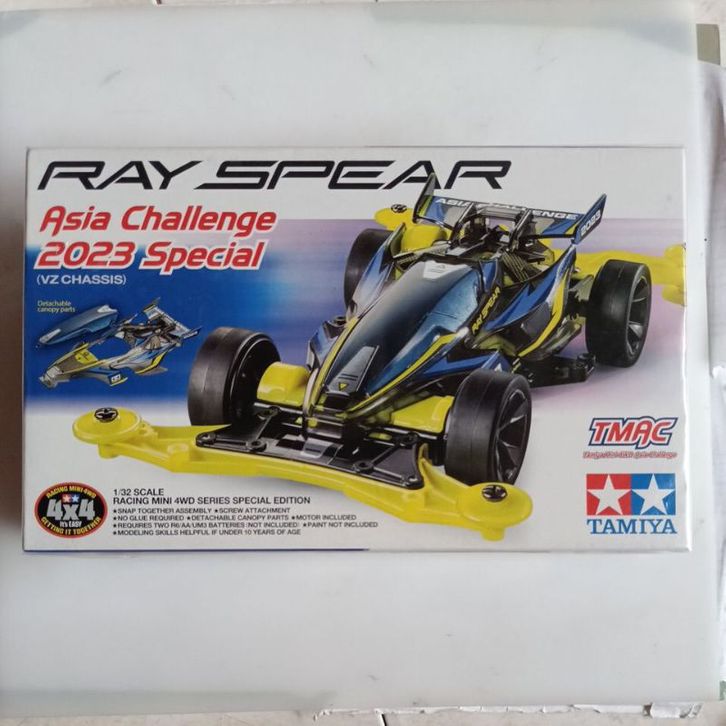 RAY SPEAR
Asia Challenge
2023 Special
(VZ CHASSIS)
Detachable
canopy parts
ASIA CHALLENGE
RAY SPEAR
TMAC
TAMIYA
RACING MINI 4WD
4x4
It's EASY
GETTING IT TOGETHER
1/32 SCALE
RACING MINI 4WD SERIES SPECIAL EDITION
★SNAP TOGETHER ASSEMBLY ★SCREW ATTACHMENT
★NO GLUE REQUIRED ★DETACHABLE CANOPY PARTS ★MOTOR INCLUDED
★REQUIRES TWO R6/AA/UM3 BATTERIES (NOT INCLUDED) ★PAINT NOT INCLUDED
★MODELING SKILLS HELPFUL IF UNDER 10 YEARS OF AGE